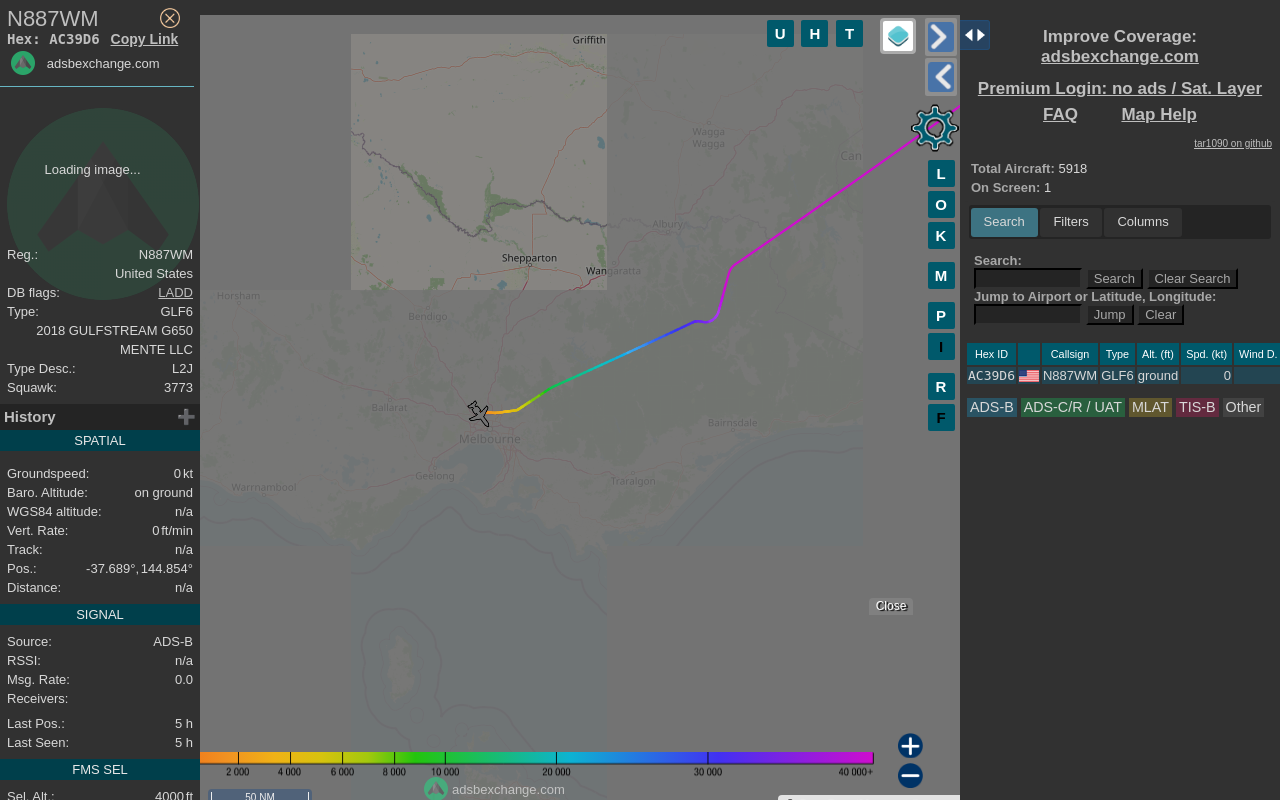 N887WM
Hex: AC39D6 Copy Link
adsbexchange.com
Loading image...
Reg.: N887WM
United States
DB flags: LADD
Type: GLF6
2018 GULFSTREAM G650
MENTE LLC
Type Desc.: L2J
Squawk: 3773
History
SPATIAL
Groundspeed: 0 kt
Baro. Altitude: on ground
WGS84 altitude: n/a
Vert. Rate: 0 ft/min
Track: n/a
Pos.: -37.689°, 144.854°
Distance: n/a
SIGNAL
Source: ADS-B
RSSI: n/a
Msg. Rate: 0.0
Receivers:
Last Pos.: 5 h
Last Seen: 5 h
FMS SEL
Sel. Alt.: 4000 ft
U H T
Griffith
Wagga
Wagga
Can
Albury
Shepparton
Wangaratta
Horsham
Bendigo
Ballarat
Melbourne
Bairnsdale
Geelong
Traralgon
Warrnambool
L
O
K
M
P
I
R
F
Close
2 000 4 000 6 000 8 000 10 000 20 000 30 000 40 000+
adsbexchange.com
50 NM
Improve Coverage:
adsbexchange.com
Premium Login: no ads / Sat. Layer
FAQ Map Help
tar1090 on github
Total Aircraft: 5918
On Screen: 1
Search Filters Columns
Search:
Search Clear Search
Jump to Airport or Latitude, Longitude:
Jump Clear
Hex ID Callsign Type Alt. (ft) Spd. (kt) Wind D.
AC39D6 N887WM GLF6 ground 0
ADS-B ADS-C/R / UAT MLAT TIS-B Other